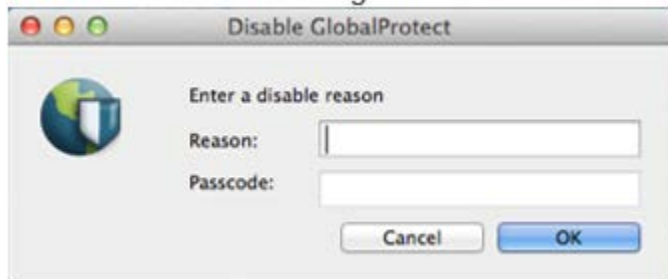 Disable GlobalProtect
Enter a disable reason
Reason:
Passcode:
Cancel OK